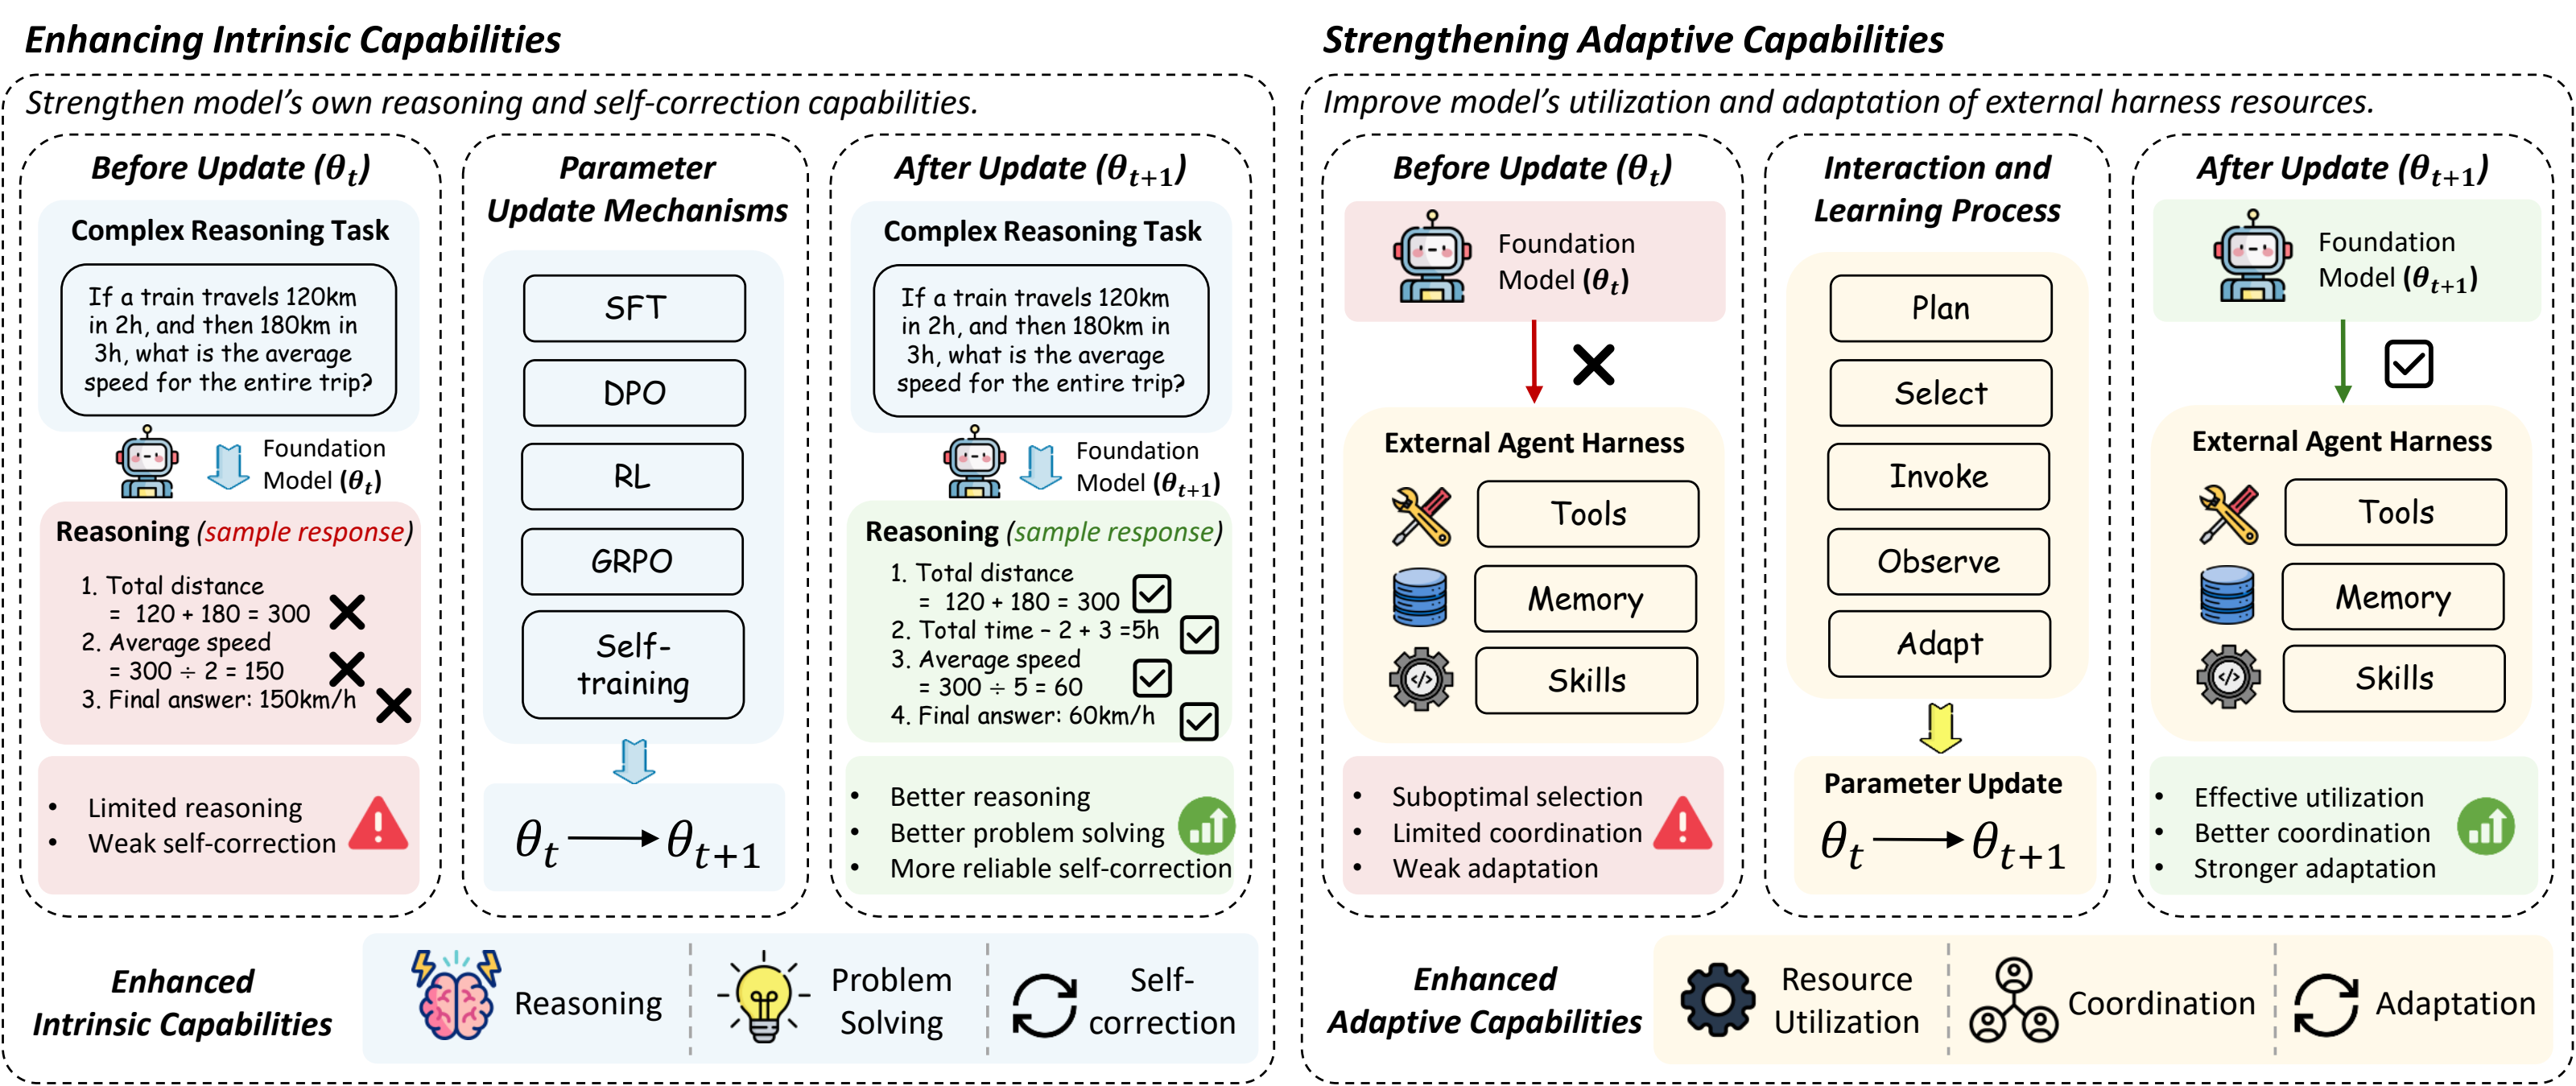 Enhancing Intrinsic Capabilities
Strengthen model's own reasoning and self-correction capabilities.
Before Update (θt)
Complex Reasoning Task
If a train travels 120km
in 2h, and then 180km in
3h, what is the average
speed for the entire trip?
Foundation
Model (θt)
Reasoning (sample response)
1. Total distance
= 120 + 180 = 300
2. Average speed
= 300 ÷ 2 = 150
3. Final answer: 150km/h
• Limited reasoning
• Weak self-correction
Parameter
Update Mechanisms
SFT
DPO
RL
GRPO
Self-
training
θt → θt+1
After Update (θt+1)
Complex Reasoning Task
If a train travels 120km
in 2h, and then 180km in
3h, what is the average
speed for the entire trip?
Foundation
Model (θt+1)
Reasoning (sample response)
1. Total distance
= 120 + 180 = 300
2. Total time – 2 + 3 =5h
3. Average speed
= 300 ÷ 5 = 60
4. Final answer: 60km/h
• Better reasoning
• Better problem solving
• More reliable self-correction
Enhanced
Intrinsic Capabilities
Reasoning
Problem
Solving
Self-
correction
Strengthening Adaptive Capabilities
Improve model's utilization and adaptation of external harness resources.
Before Update (θt)
Foundation
Model (θt)
External Agent Harness
Tools
Memory
Skills
• Suboptimal selection
• Limited coordination
• Weak adaptation
Interaction and
Learning Process
Plan
Select
Invoke
Observe
Adapt
Parameter Update
θt → θt+1
After Update (θt+1)
Foundation
Model (θt+1)
External Agent Harness
Tools
Memory
Skills
• Effective utilization
• Better coordination
• Stronger adaptation
Enhanced
Adaptive Capabilities
Resource
Utilization
Coordination
Adaptation